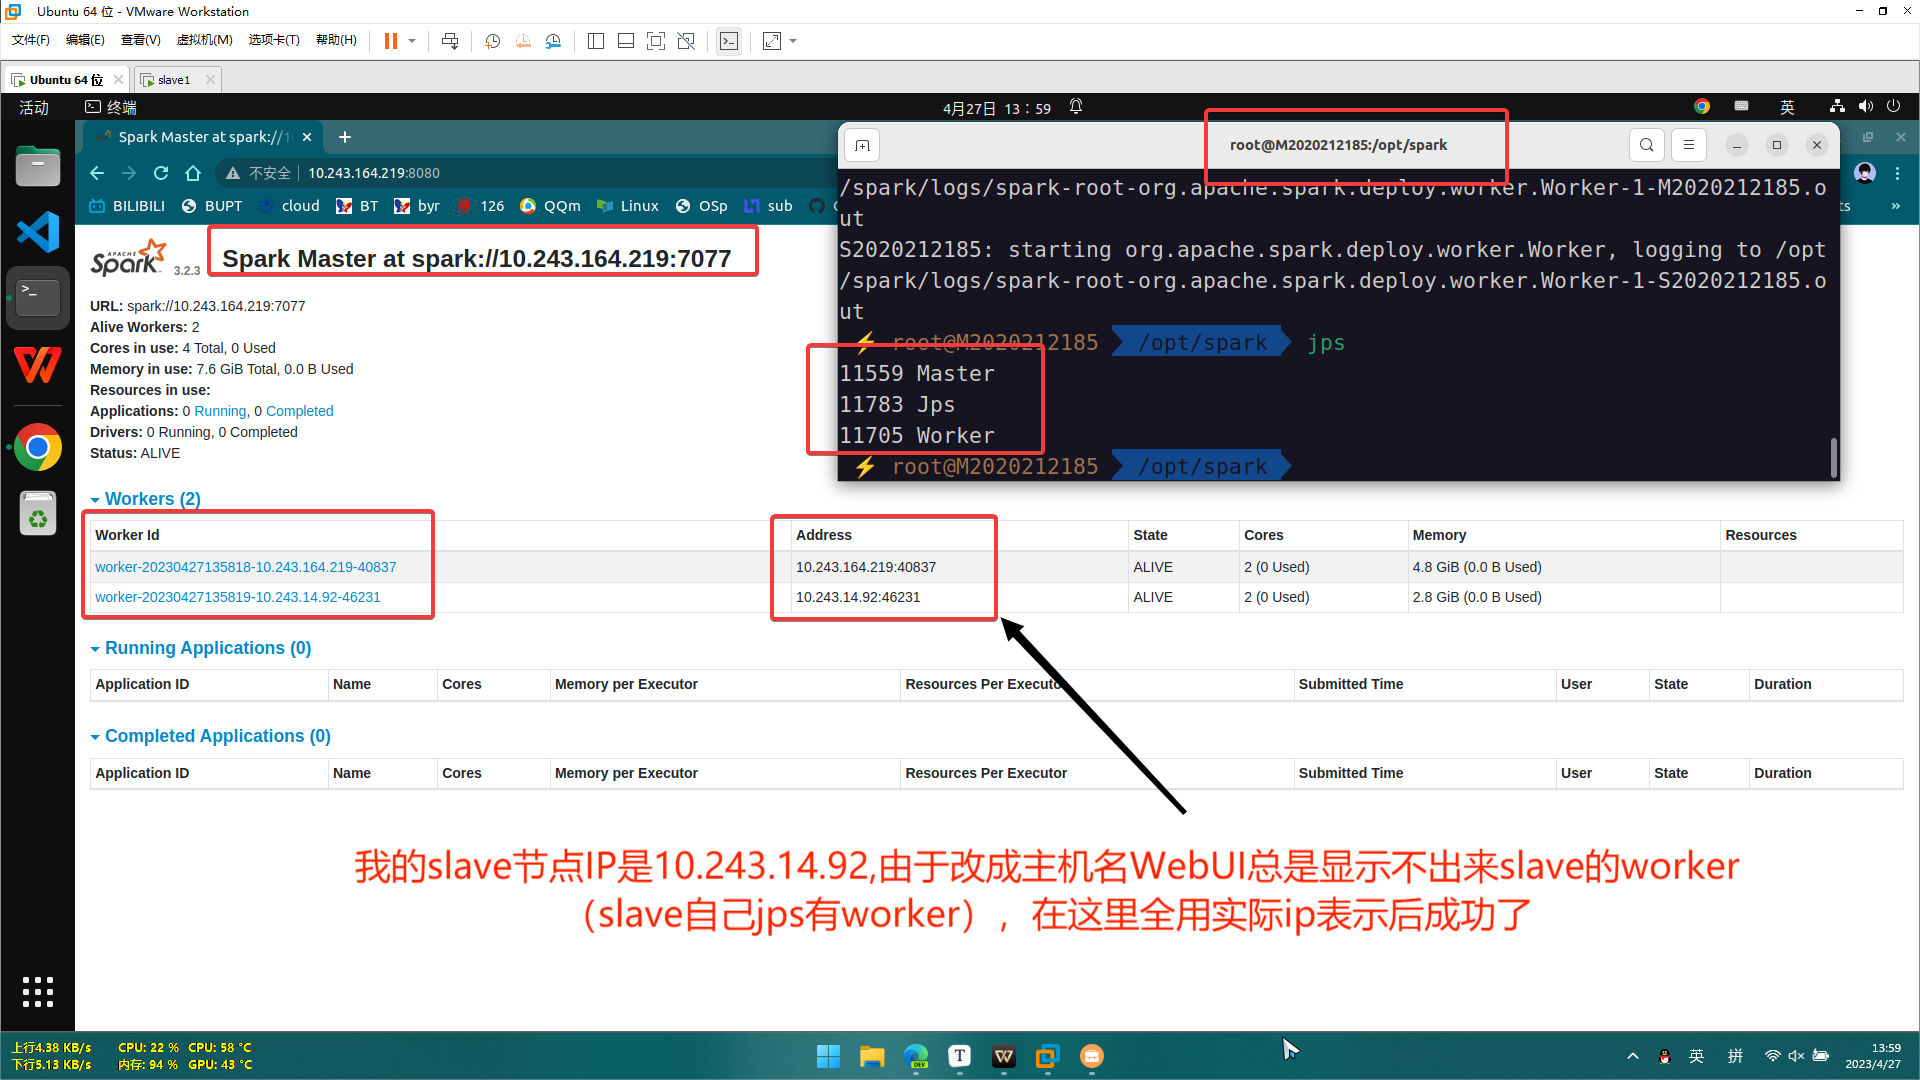 Ubuntu 64 位 - VMware Workstation
文件(F) 编辑(E) 查看(V) 虚拟机(M) 选项卡(T) 帮助(H)
Ubuntu 64 位 slave1
活动 终端 4月27日 13：59 英
Spark Master at spark://1
不安全 10.243.164.219:8080
BILIBILI BUPT cloud BT byr 126 QQm Linux OSp sub
ts »
root@M2020212185:/opt/spark
/spark/logs/spark-root-org.apache.spark.deploy.worker.Worker-1-M2020212185.o
ut
S2020212185: starting org.apache.spark.deploy.worker.Worker, logging to /opt
/spark/logs/spark-root-org.apache.spark.deploy.worker.Worker-1-S2020212185.o
ut
⚡ root@M2020212185 /opt/spark jps
11559 Master
11783 Jps
11705 Worker
⚡ root@M2020212185 /opt/spark
APACHE Spark 3.2.3 Spark Master at spark://10.243.164.219:7077
URL: spark://10.243.164.219:7077
Alive Workers: 2
Cores in use: 4 Total, 0 Used
Memory in use: 7.6 GiB Total, 0.0 B Used
Resources in use:
Applications: 0 Running, 0 Completed
Drivers: 0 Running, 0 Completed
Status: ALIVE
Workers (2)
Worker Id Address State Cores Memory Resources
worker-20230427135818-10.243.164.219-40837 10.243.164.219:40837 ALIVE 2 (0 Used) 4.8 GiB (0.0 B Used)
worker-20230427135819-10.243.14.92-46231 10.243.14.92:46231 ALIVE 2 (0 Used) 2.8 GiB (0.0 B Used)
Running Applications (0)
Application ID Name Cores Memory per Executor Resources Per Executor Submitted Time User State Duration
Completed Applications (0)
Application ID Name Cores Memory per Executor Resources Per Executor Submitted Time User State Duration
我的slave节点IP是10.243.14.92,由于改成主机名WebUI总是显示不出来slave的worker
（slave自己jps有worker），在这里全用实际ip表示后成功了
上行4.38 KB/s CPU: 22 % CPU: 58 °C
下行5.13 KB/s 内存: 94 % GPU: 43 °C
英 拼 13:59
2023/4/27